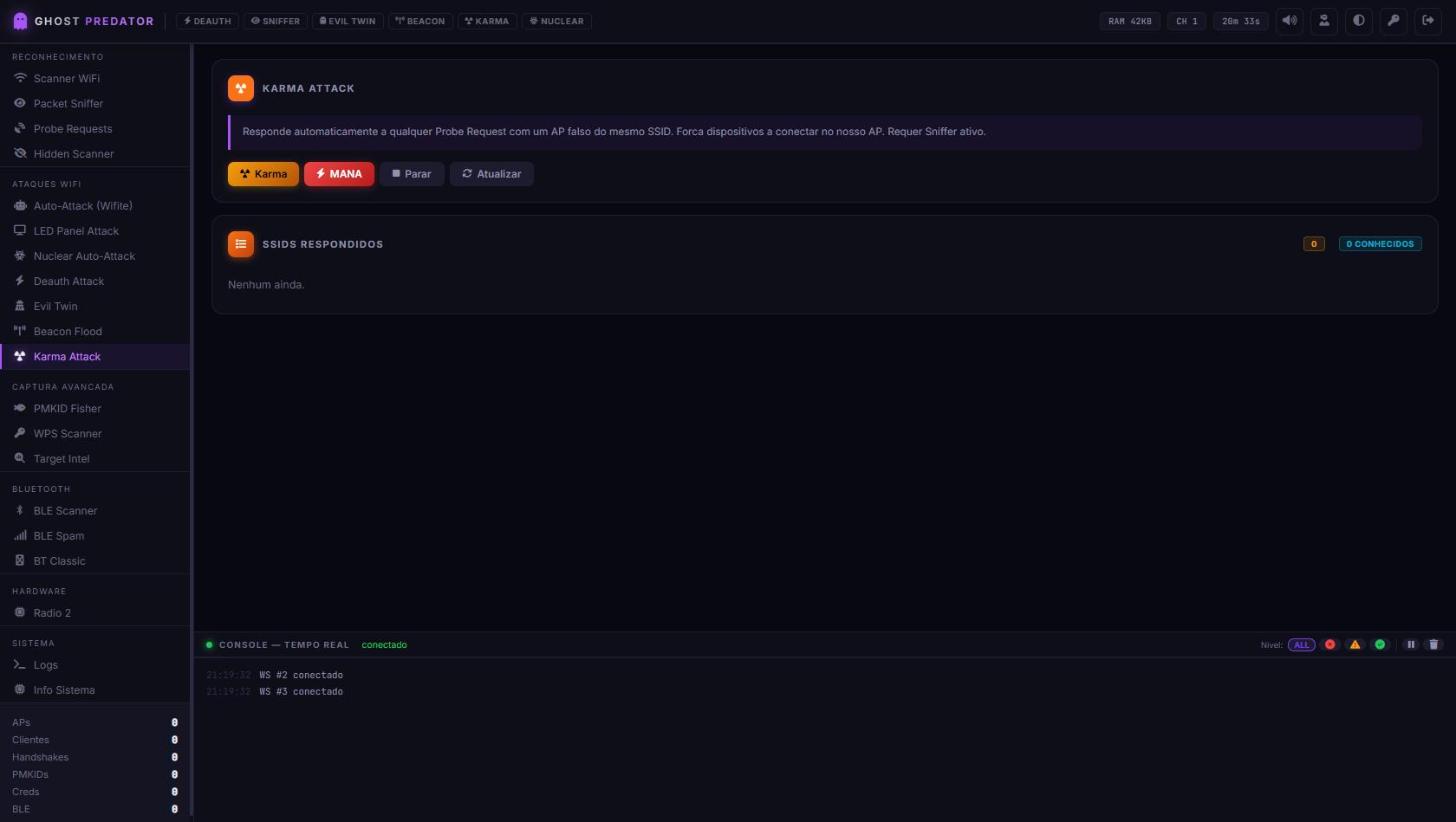 GHOST PREDATOR DEAUTH SNIFFER EVIL TWIN BEACON KARMA NUCLEAR RAM 42KB CH 1 20m 33s
RECONHECIMENTO
Scanner WiFi
Packet Sniffer
Probe Requests
Hidden Scanner
ATAQUES WIFI
Auto-Attack (Wifite)
LED Panel Attack
Nuclear Auto-Attack
Deauth Attack
Evil Twin
Beacon Flood
Karma Attack
CAPTURA AVANCADA
PMKID Fisher
WPS Scanner
Target Intel
BLUETOOTH
BLE Scanner
BLE Spam
BT Classic
HARDWARE
Radio 2
SISTEMA
Logs
Info Sistema
APs 0
Clientes 0
Handshakes 0
PMKIDs 0
Creds 0
BLE 0
KARMA ATTACK
Responde automaticamente a qualquer Probe Request com um AP falso do mesmo SSID. Forca dispositivos a conectar no nosso AP. Requer Sniffer ativo.
Karma MANA Parar Atualizar
SSIDS RESPONDIDOS 0 0 CONHECIDOS
Nenhum ainda.
CONSOLE — TEMPO REAL conectado Nivel: ALL
21:19:32 WS #2 conectado
21:19:32 WS #3 conectado